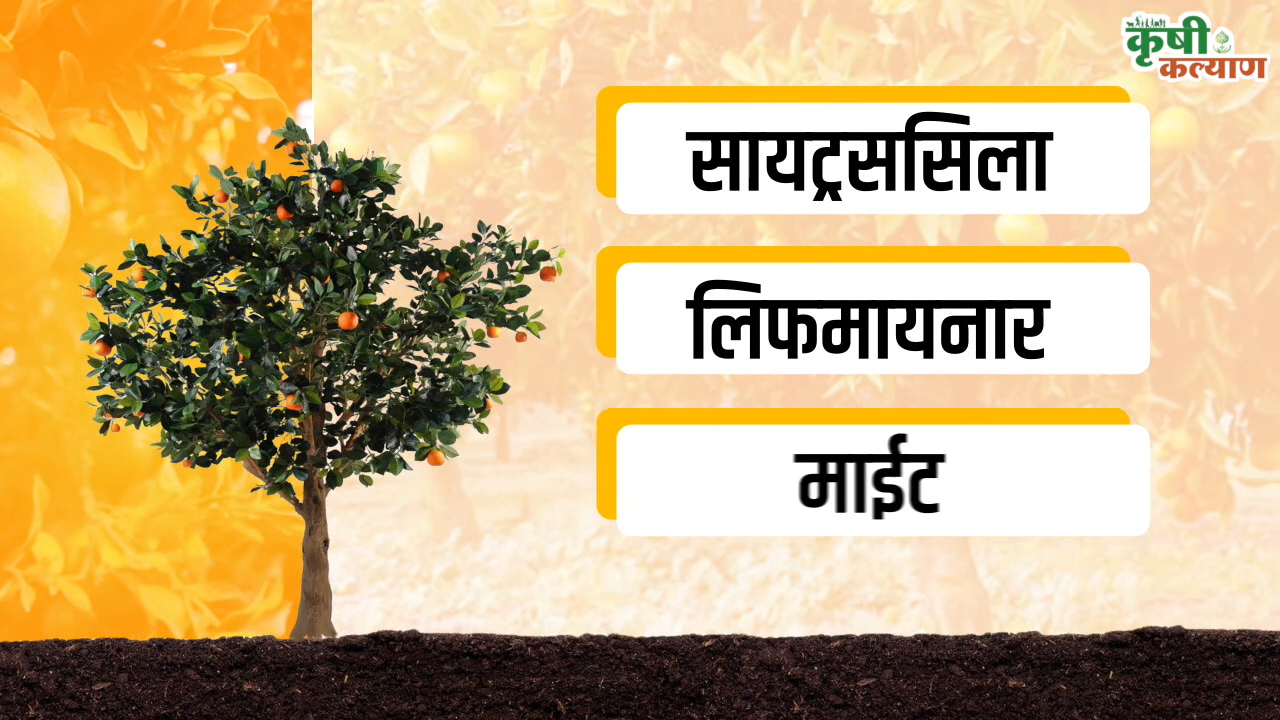 कृषी
कल्याण
सायट्रससिला
लिफमायनार
माईट